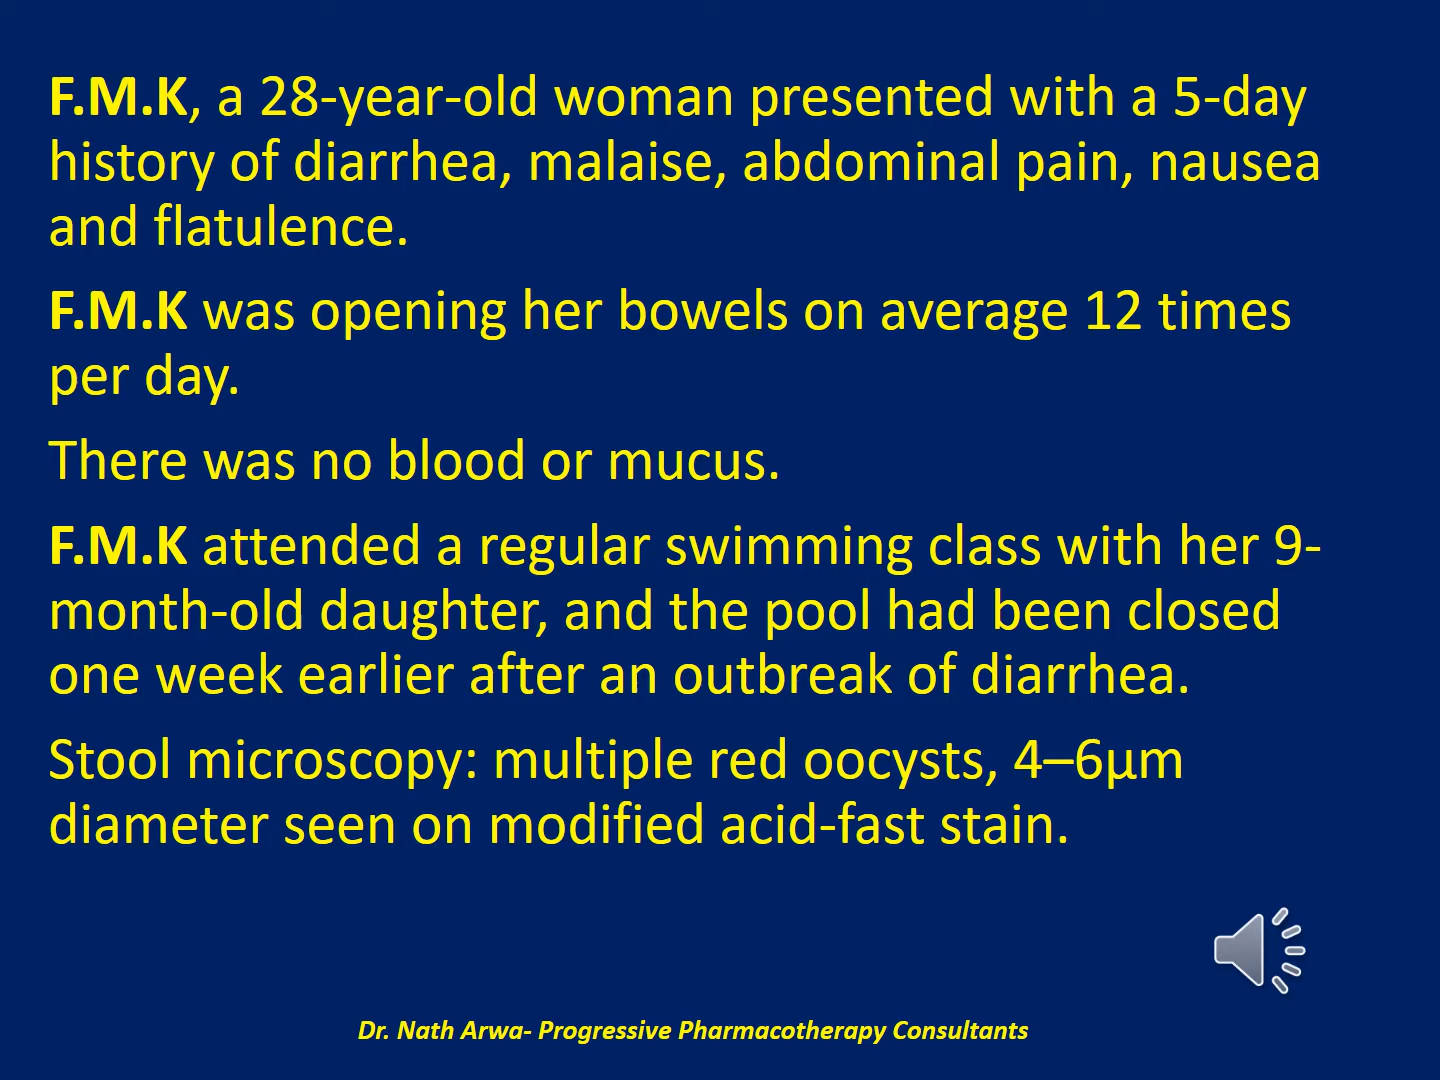 F.M.K, a 28-year-old woman presented with a 5-day
history of diarrhea, malaise, abdominal pain, nausea
and flatulence.
F.M.K was opening her bowels on average 12 times
per day.
There was no blood or mucus.
F.M.K attended a regular swimming class with her 9-
month-old daughter, and the pool had been closed
one week earlier after an outbreak of diarrhea.
Stool microscopy: multiple red oocysts, 4–6µm
diameter seen on modified acid-fast stain.
Dr. Nath Arwa- Progressive Pharmacotherapy Consultants